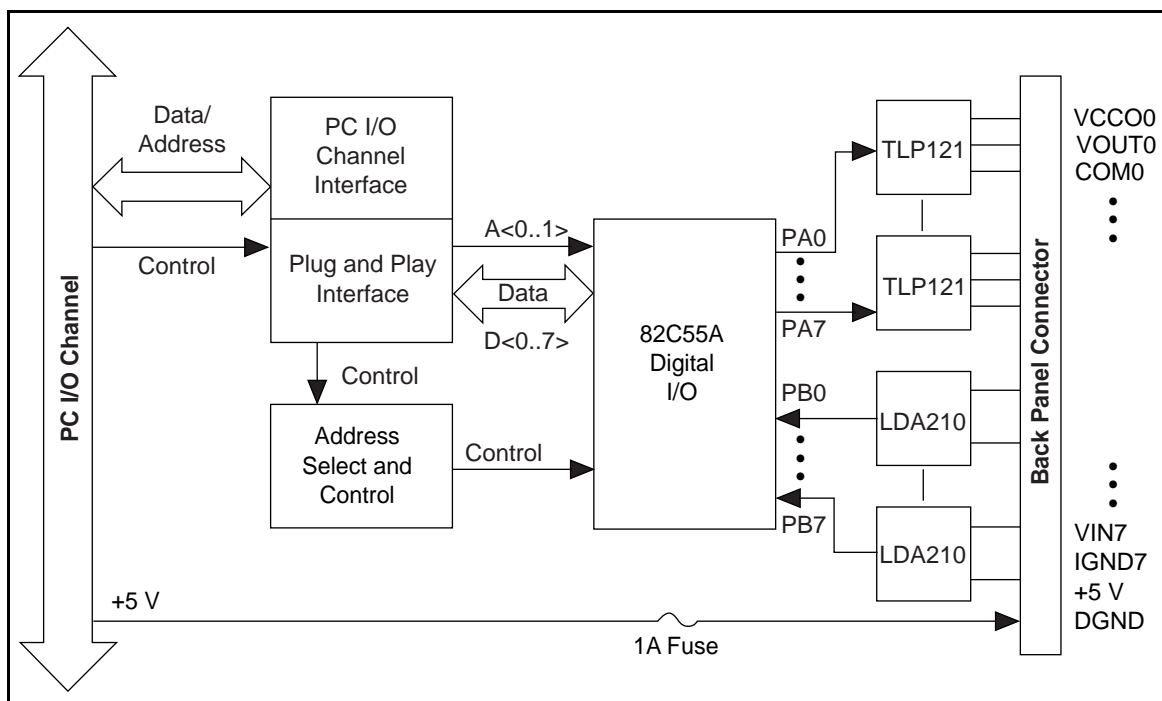 PC I/O Channel
Data/
Address
Control
PC I/O
Channel
Interface
Plug and Play
Interface
Control
Address
Select and
Control
A<0..1>
Data
D<0..7>
Control
82C55A
Digital
I/O
PA0
PA7
PB0
PB7
TLP121
TLP121
LDA210
LDA210
Back Panel Connector
VCCO0
VOUT0
COM0
VIN7
IGND7
+5 V
DGND
+5 V
1A Fuse